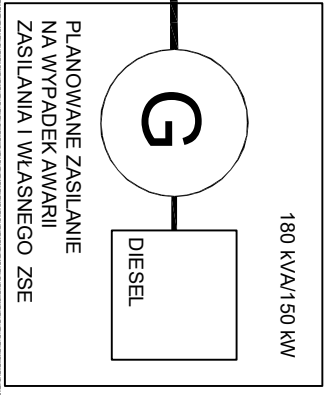 180 kVA/150 kW
G
DIESEL
PLANOWANE ZASILANIE
NA WYPADEK AWARII
ZASILANIA I WŁASNEGO ZSE